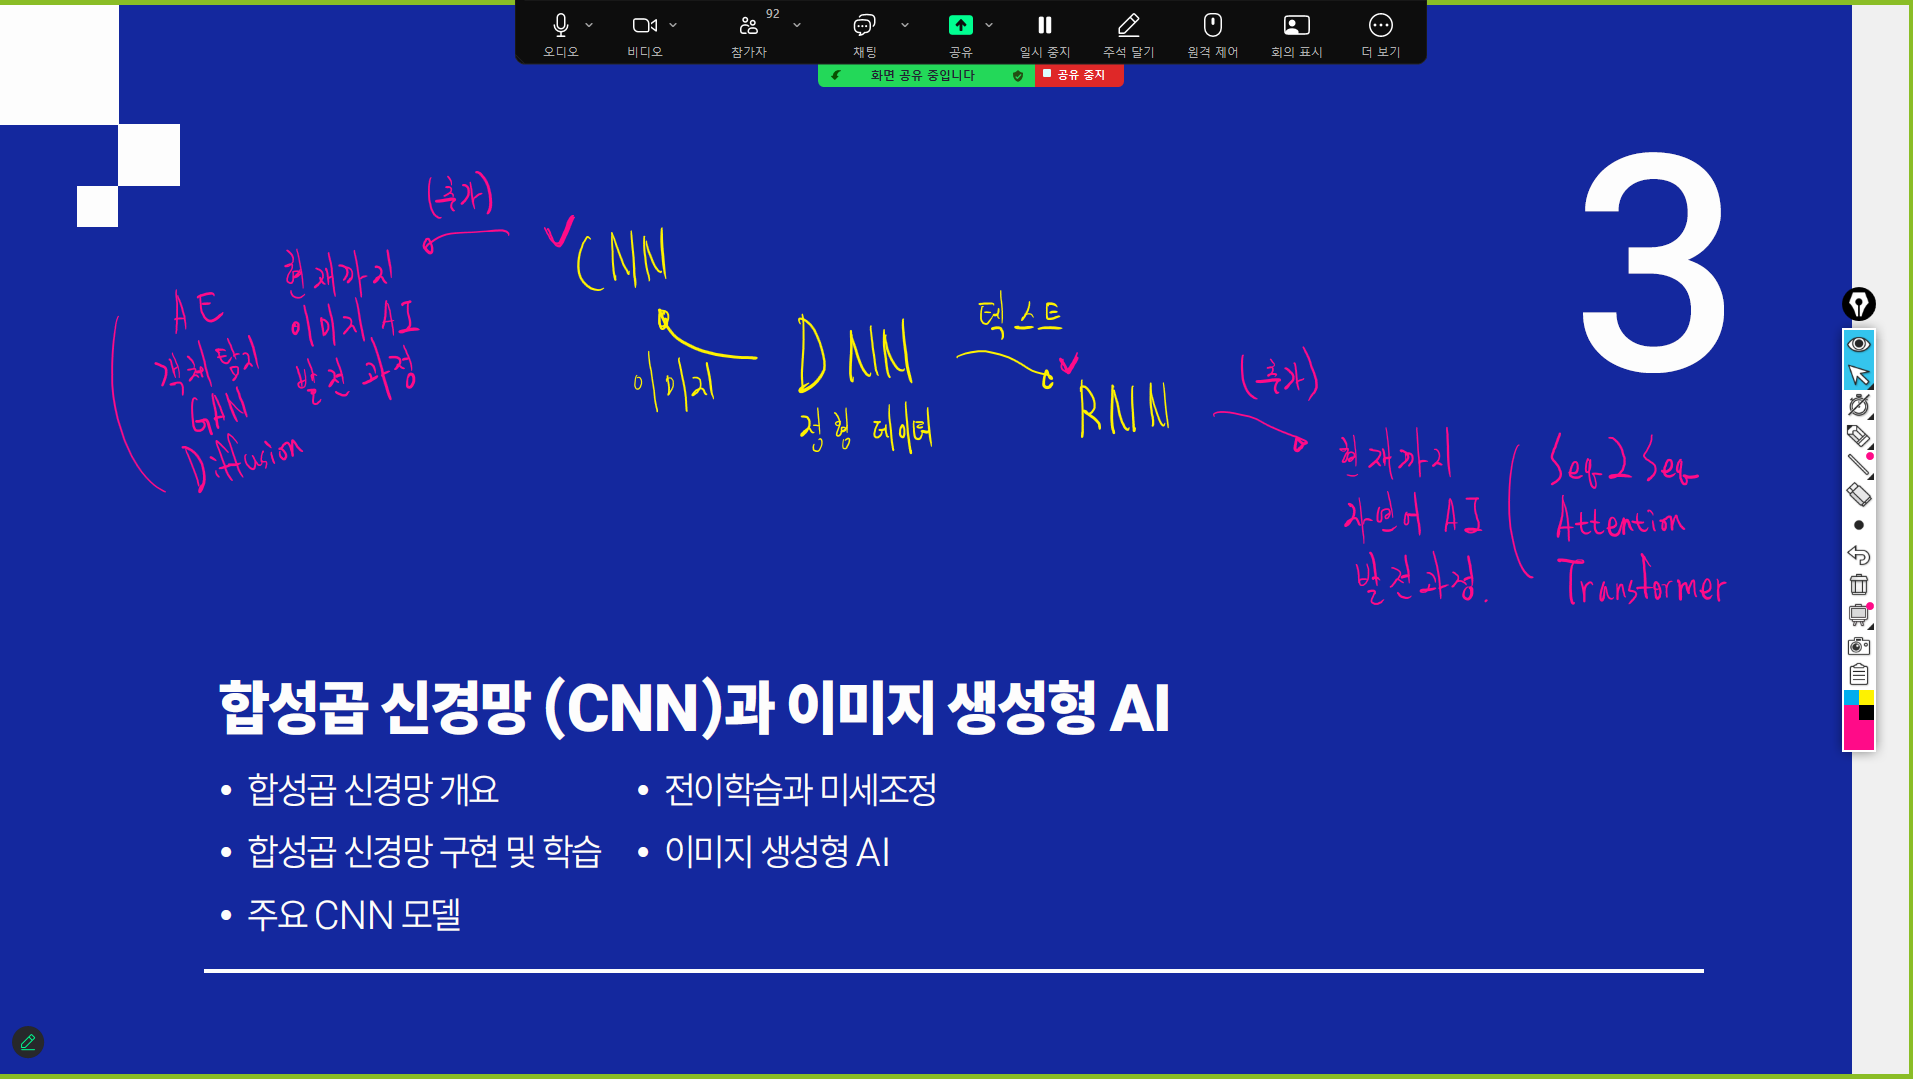 92
오디오
비디오
참가자
채팅
공유
일시 중지
주석 달기
원격 제어
회의 표시
더 보기
화면 공유 중입니다
공유 중지
3
(추가)
CNN
현재까지
이미지 AI
발전 과정
AE
객체 탐지
GAN
Diffusion
이미지
DNN
정형 데이터
텍스트
RNN
(추가)
현재까지
자연어 AI
발전과정.
Seq2Seq
Attention
Transformer
합성곱 신경망 (CNN)과 이미지 생성형 AI
• 합성곱 신경망 개요
• 합성곱 신경망 구현 및 학습
• 주요 CNN 모델
• 전이학습과 미세조정
• 이미지 생성형 AI